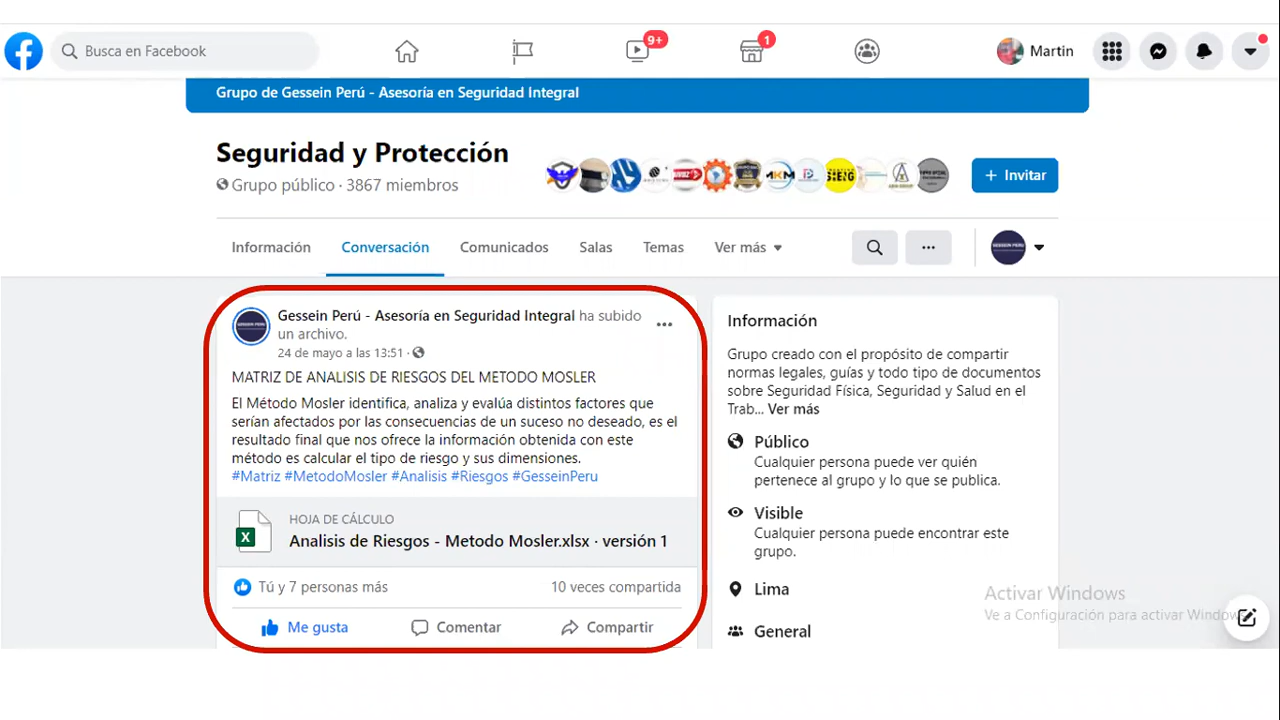 Busca en Facebook
9+
1
Martin
Grupo de Gessein Perú - Asesoría en Seguridad Integral
Seguridad y Protección
Grupo público · 3867 miembros
+ Invitar
Información
Conversación
Comunicados
Salas
Temas
Ver más
GESSEIN PERÚ
Gessein Perú - Asesoría en Seguridad Integral ha subido
un archivo.
24 de mayo a las 13:51 ·
MATRIZ DE ANALISIS DE RIESGOS DEL METODO MOSLER
El Método Mosler identifica, analiza y evalúa distintos factores que
serían afectados por las consecuencias de un suceso no deseado, es el
resultado final que nos ofrece la información obtenida con este
método es calcular el tipo de riesgo y sus dimensiones.
#Matriz #MetodoMosler #Analisis #Riesgos #GesseinPeru
HOJA DE CÁLCULO
Analisis de Riesgos - Metodo Mosler.xlsx · versión 1
Tú y 7 personas más
10 veces compartida
Me gusta
Comentar
Compartir
Información
Grupo creado con el propósito de compartir
normas legales, guías y todo tipo de documentos
sobre Seguridad Física, Seguridad y Salud en el
Trab... Ver más
Público
Cualquier persona puede ver quién
pertenece al grupo y lo que se publica.
Visible
Cualquier persona puede encontrar este
grupo.
Lima
General
Activar Windows
Ve a Configuración para activar Windows